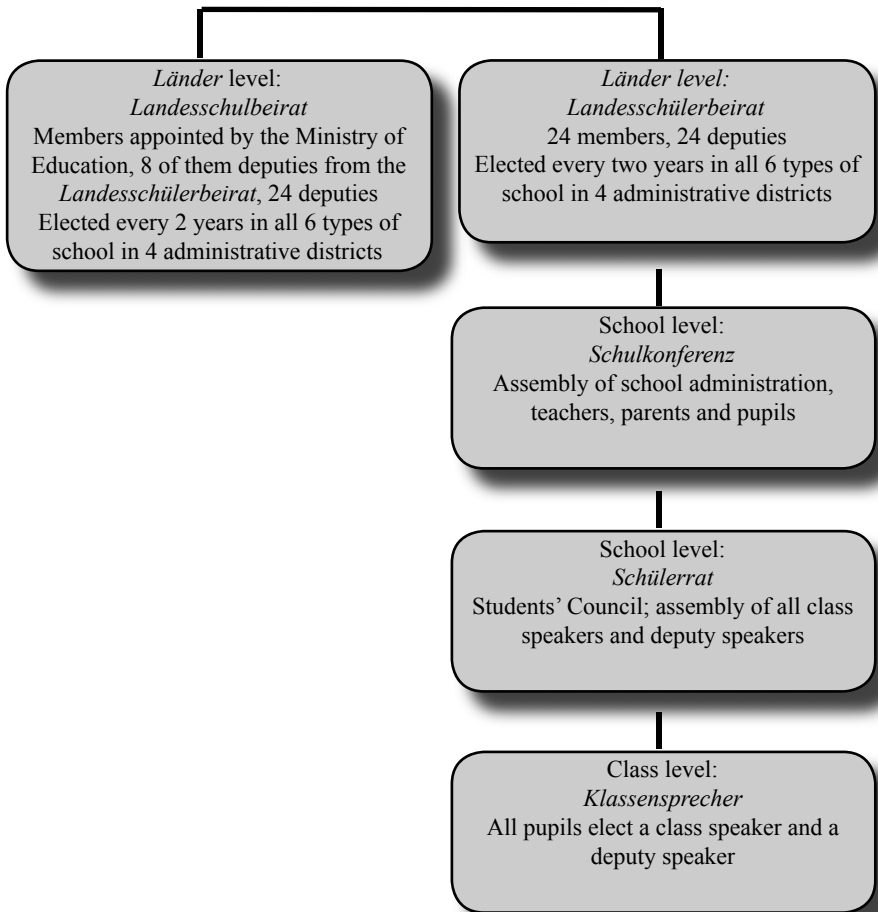 Länder level:
Landesschulbeirat
Members appointed by the Ministry of
Education, 8 of them deputies from the
Landesschülerbeirat, 24 deputies
Elected every 2 years in all 6 types of
school in 4 administrative districts
Länder level:
Landesschülerbeirat
24 members, 24 deputies
Elected every two years in all 6 types of
school in 4 administrative districts
School level:
Schulkonferenz
Assembly of school administration,
teachers, parents and pupils
School level:
Schülerrat
Students’ Council; assembly of all class
speakers and deputy speakers
Class level:
Klassensprecher
All pupils elect a class speaker and a
deputy speaker